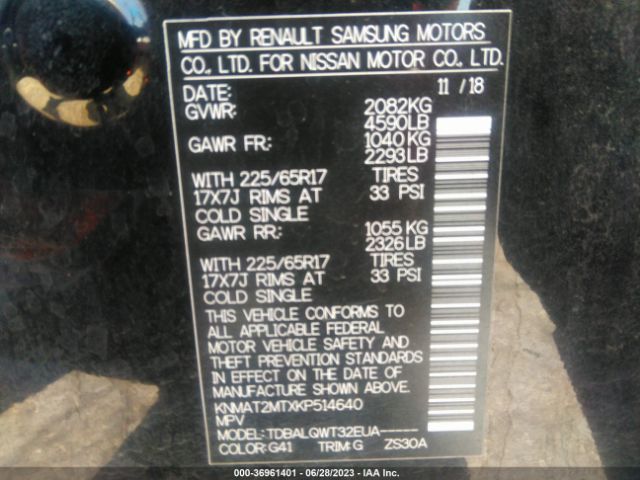 MFD BY RENAULT SAMSUNG MOTORS
CO., LTD. FOR NISSAN MOTOR CO., LTD.
DATE: 11 / 18
GVWR: 2082KG
4590LB
GAWR FR: 1040KG
2293LB
WITH 225/65R17 TIRES
17X7J RIMS AT 33 PSI
COLD SINGLE
GAWR RR: 1055KG
2326LB
WITH 225/65R17 TIRES
17X7J RIMS AT 33 PSI
COLD SINGLE
THIS VEHICLE CONFORMS TO
ALL APPLICABLE FEDERAL
MOTOR VEHICLE SAFETY AND
THEFT PREVENTION STANDARDS
IN EFFECT ON THE DATE OF
MANUFACTURE SHOWN ABOVE.
KNMAT2MTXKP514640
MPV
MODEL:TDBALQWT32EUA-----
COLOR:G41 TRIM:G ZS30A
000-36961401 - 06/28/2023 - IAA Inc.